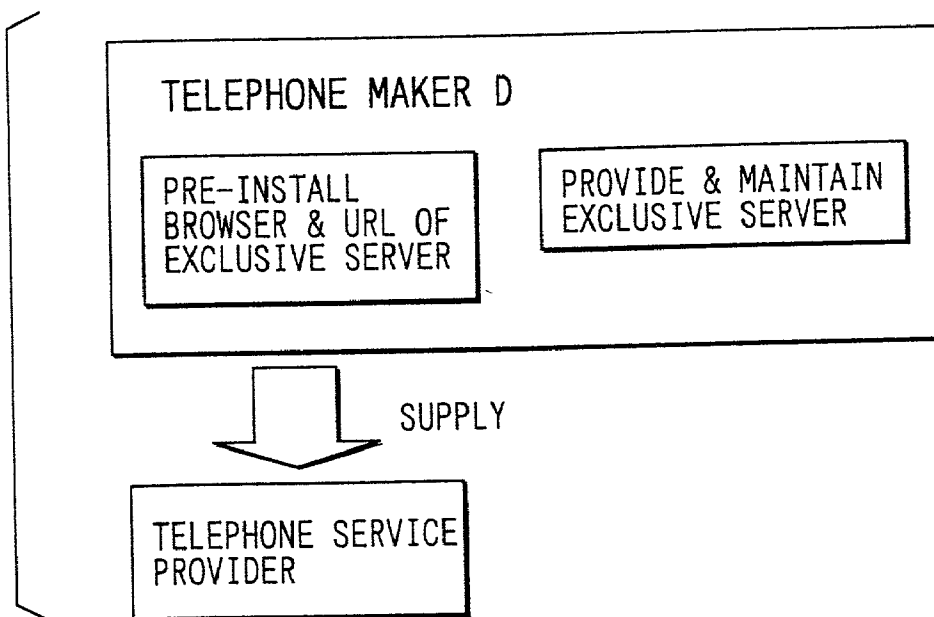 TELEPHONE MAKER D
PRE-INSTALL
BROWSER & URL OF
EXCLUSIVE SERVER
PROVIDE & MAINTAIN
EXCLUSIVE SERVER
SUPPLY
TELEPHONE SERVICE
PROVIDER